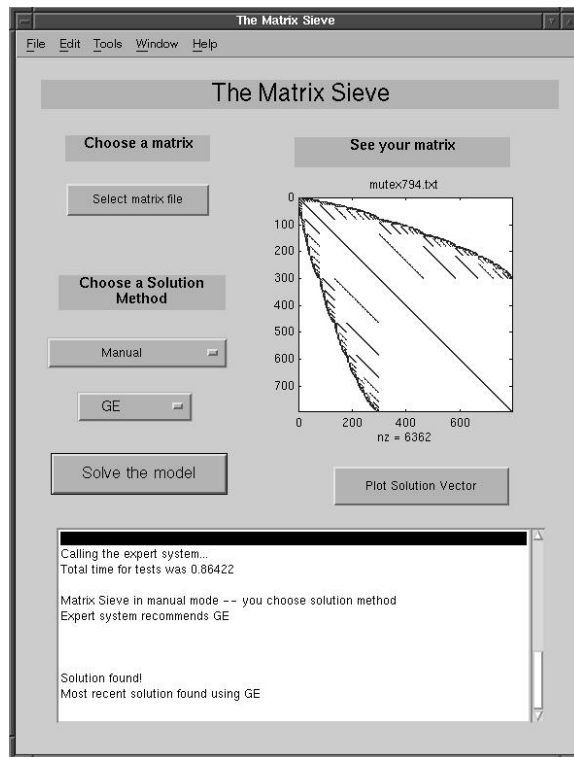 The Matrix Sieve
File Edit Tools Window Help
The Matrix Sieve
Choose a matrix
Select matrix file
Choose a Solution
Method
Manual
GE
Solve the model
See your matrix
mutex794.txt
0
100
200
300
400
500
600
700
0 200 400 600
nz = 6362
Plot Solution Vector
Calling the expert system...
Total time for tests was 0.86422
Matrix Sieve in manual mode -- you choose solution method
Expert system recommends GE
Solution found!
Most recent solution found using GE